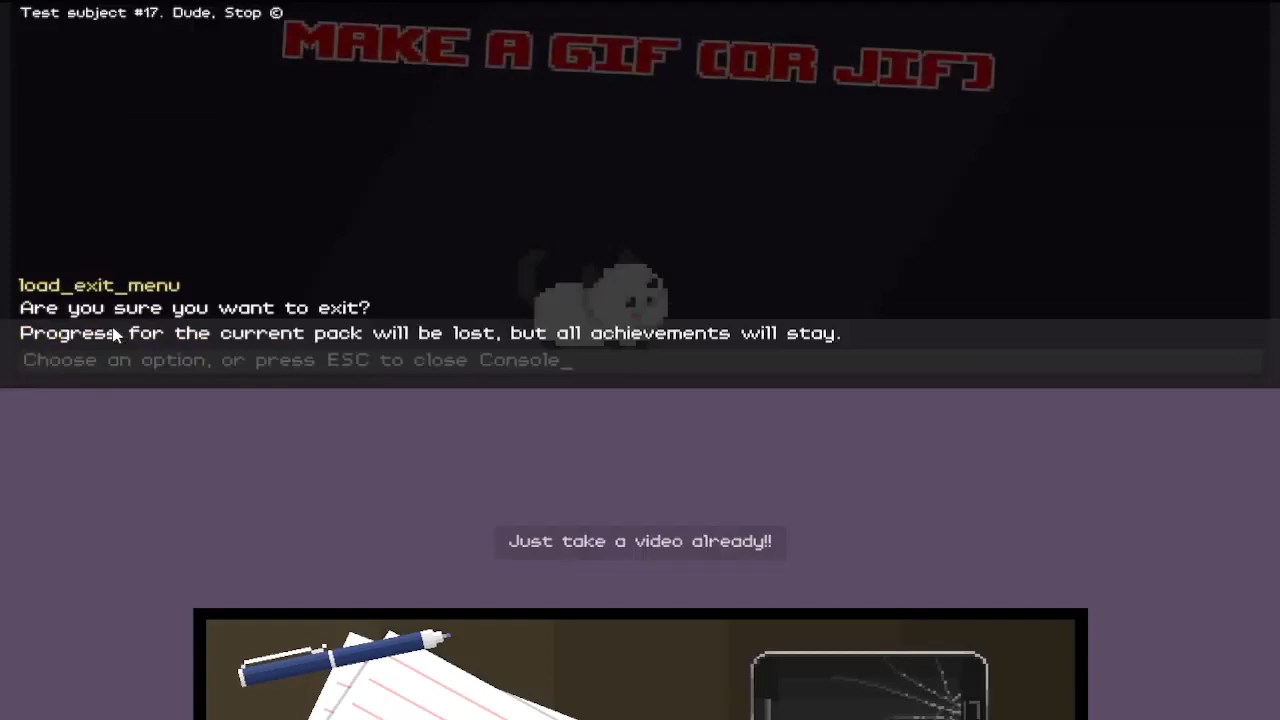 Test subject #17. Dude, Stop ©
MAKE A GIF (OR JIF)
load_exit_menu
Are you sure you want to exit?
Progress for the current pack will be lost, but all achievements will stay.
Choose an option, or press ESC to close Console_
Just take a video already!!